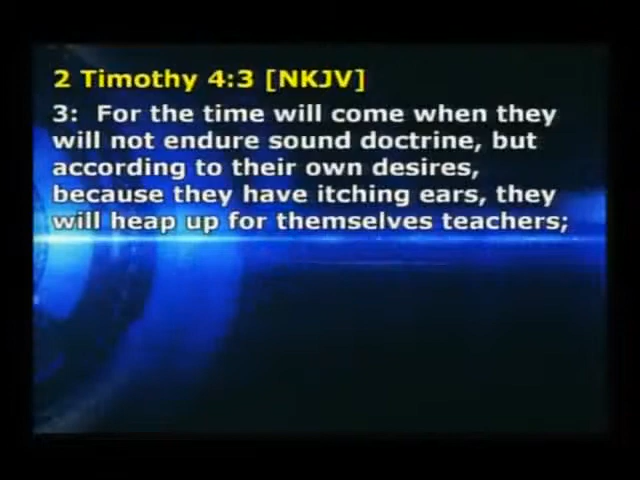 2 Timothy 4:3 [NKJV]
3:  For the time will come when they
will not endure sound doctrine, but
according to their own desires,
because they have itching ears, they
will heap up for themselves teachers;